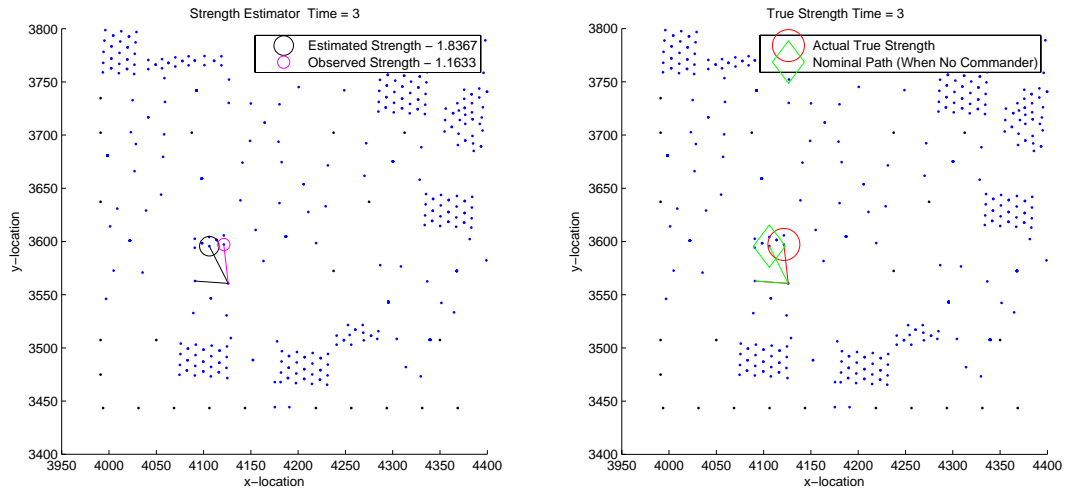 Strength Estimator Time = 3
Estimated Strength − 1.8367
Observed Strength − 1.1633
3800
3750
3700
3650
3600
3550
3500
3450
3400
y−location
3950 4000 4050 4100 4150 4200 4250 4300 4350 4400
x−location
True Strength Time = 3
Actual True Strength
Nominal Path (When No Commander)
3800
3750
3700
3650
3600
3550
3500
3450
3400
y−location
3950 4000 4050 4100 4150 4200 4250 4300 4350 4400
x−location